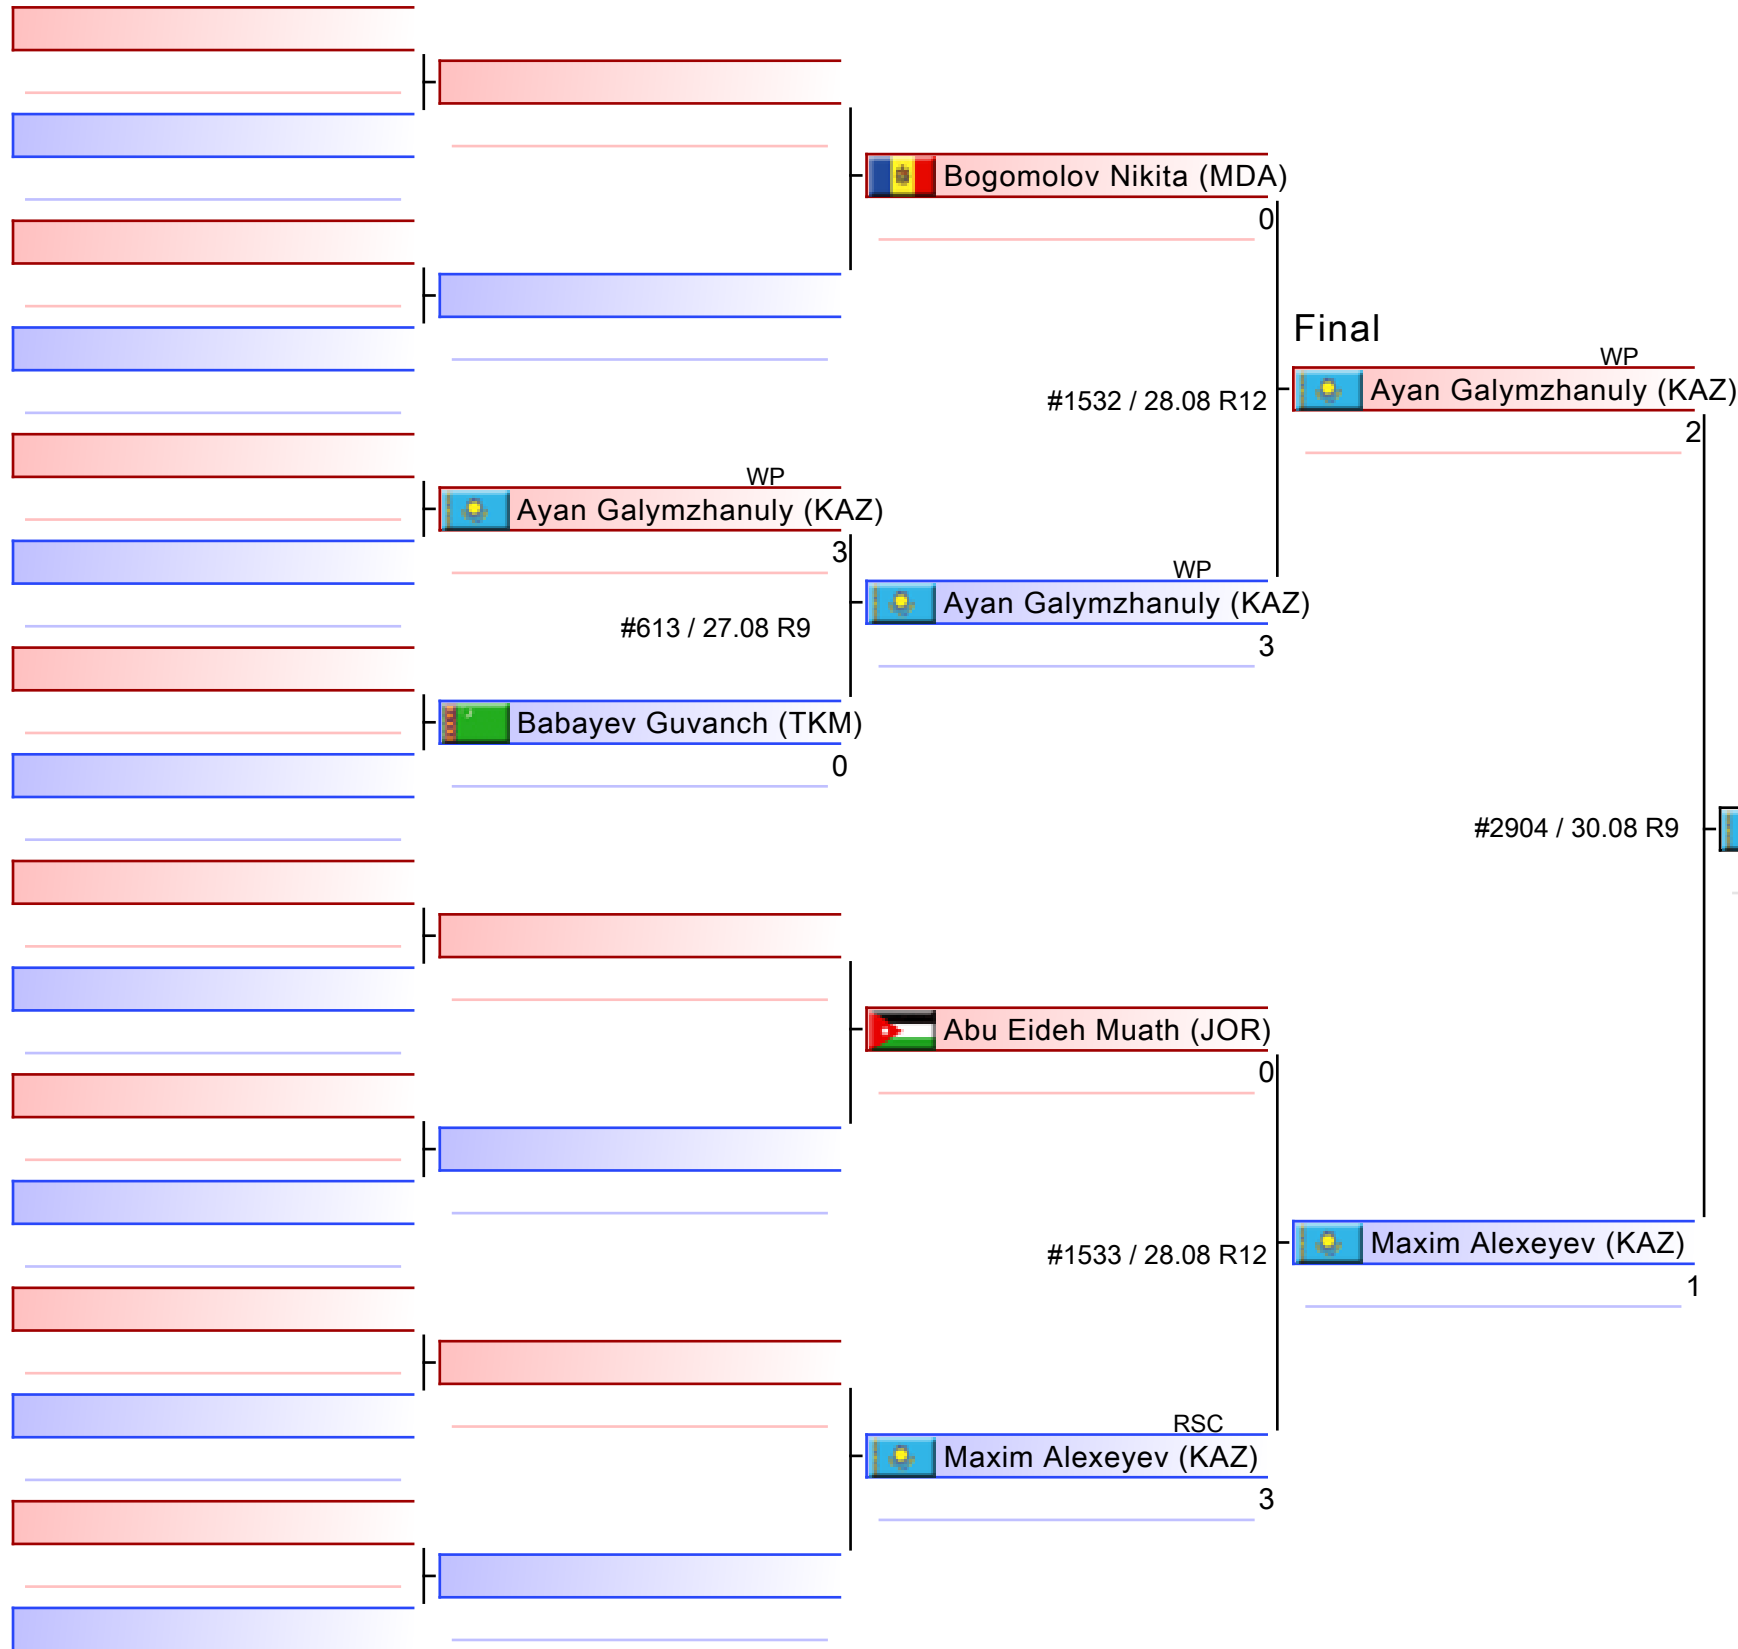 Bogomolov Nikita (MDA)
0
Final
WP
#1532 / 28.08 R12
Ayan Galymzhanuly (KAZ)
2
WP
Ayan Galymzhanuly (KAZ)
3
WP
Ayan Galymzhanuly (KAZ)
#613 / 27.08 R9
3
Babayev Guvanch (TKM)
0
#2904 / 30.08 R9
Abu Eideh Muath (JOR)
0
#1533 / 28.08 R12
Maxim Alexeyev (KAZ)
1
RSC
Maxim Alexeyev (KAZ)
3